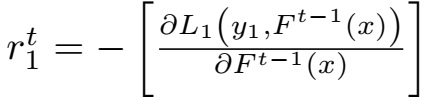 r_1^t = - \left[ \frac{\partial L_1\left(y_1, F^{t-1}(x)\right)}{\partial F^{t-1}(x)} \right]